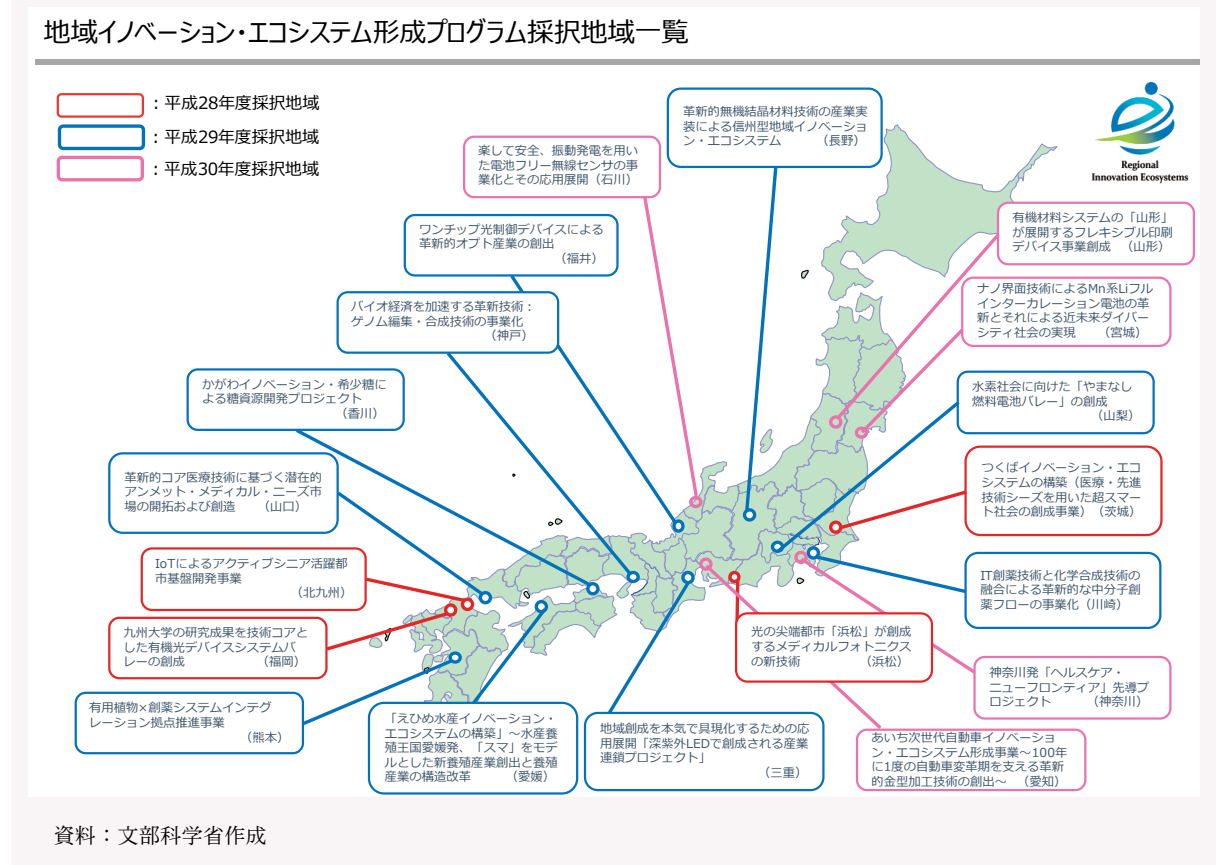 地域イノベーション・エコシステム形成プログラム採択地域一覧
：平成28年度採択地域
：平成29年度採択地域
：平成30年度採択地域
Regional
Innovation Ecosystems
革新的無機結晶材料技術の産業実
装による信州型地域イノベーショ
ン・エコシステム （長野）
楽して安全、振動発電を用い
た電池フリー無線センサの事
業化とその応用展開（石川）
ワンチップ光制御デバイスによる
革新的オプト産業の創出
（福井）
バイオ経済を加速する革新技術：
ゲノム編集・合成技術の事業化
（神戸）
かがわイノベーション・希少糖に
よる糖資源開発プロジェクト
（香川）
革新的コア医療技術に基づく潜在的
アンメット・メディカル・ニーズ市
場の開拓および創造 （山口）
IoTによるアクティブシニア活躍都
市基盤開発事業
（北九州）
九州大学の研究成果を技術コアと
した有機光デバイスシステムバ
レーの創成 （福岡）
有用植物×創薬システムインテグ
レーション拠点推進事業
（熊本）
「えひめ水産イノベーション・
エコシステムの構築」～水産養
殖王国愛媛発、「スマ」をモデ
ルとした新養殖産業創出と養殖
産業の構造改革 （愛媛）
地域創成を本気で具現化するための応
用展開「深紫外LEDで創成される産業
連鎖プロジェクト」
（三重）
有機材料システムの「山形」
が展開するフレキシブル印刷
デバイス事業創成 （山形）
ナノ界面技術によるMn系Liフル
インターカレーション電池の革
新とそれによる近未来ダイバー
シティ社会の実現 （宮城）
水素社会に向けた「やまなし
燃料電池バレー」の創成
（山梨）
つくばイノベーション・エコ
システムの構築（医療・先進
技術シーズを用いた超スマー
ト社会の創成事業）（茨城）
IT創薬技術と化学合成技術の
融合による革新的な中分子創
薬フローの事業化（川崎）
光の尖端都市「浜松」が創成
するメディカルフォトニクス
の新技術 （浜松）
神奈川発「ヘルスケア・
ニューフロンティア」先導プ
ロジェクト （神奈川）
あいち次世代自動車イノベーショ
ン・エコシステム形成事業～100年
に1度の自動車変革期を支える革新
的金型加工技術の創出～ （愛知）
資料：文部科学省作成